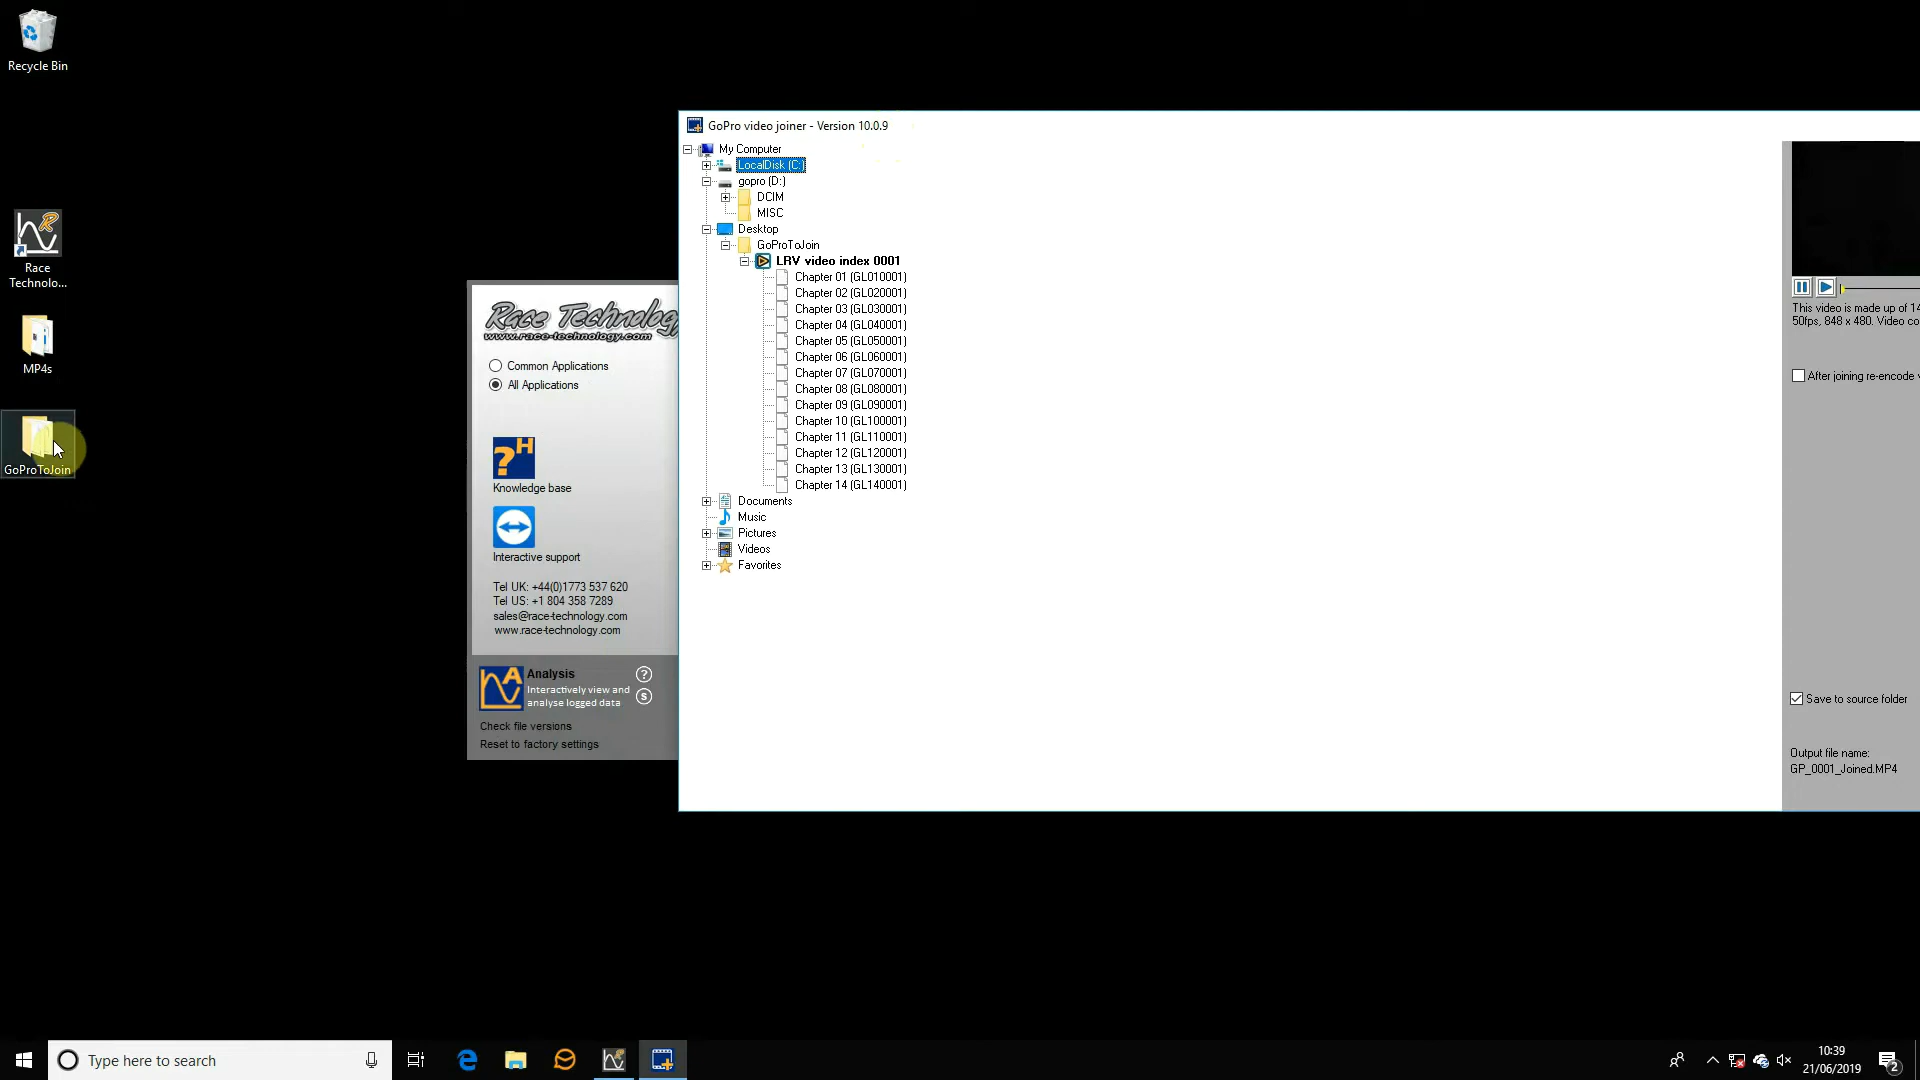 Recycle Bin
Race
Technolo...
MP4s
GoProToJoin
Race Technology
www.race-technology.com
Common Applications
All Applications
Knowledge base
Interactive support
Tel UK: +44(0)1773 537 620
Tel US: +1 804 358 7289
sales@race-technology.com
www.race-technology.com
Analysis
Interactively view and
analyse logged data
Check file versions
Reset to factory settings
GoPro video joiner - Version 10.0.9
My Computer
LocalDisk (C:)
gopro (D:)
DCIM
MISC
Desktop
GoProToJoin
LRV video index 0001
Chapter 01 (GL010001)
Chapter 02 (GL020001)
Chapter 03 (GL030001)
Chapter 04 (GL040001)
Chapter 05 (GL050001)
Chapter 06 (GL060001)
Chapter 07 (GL070001)
Chapter 08 (GL080001)
Chapter 09 (GL090001)
Chapter 10 (GL100001)
Chapter 11 (GL110001)
Chapter 12 (GL120001)
Chapter 13 (GL130001)
Chapter 14 (GL140001)
Documents
Music
Pictures
Videos
Favorites
This video is made up of 14
50fps, 848 x 480. Video co
After joining re-encode v
Save to source folder
Output file name:
GP_0001_Joined.MP4
Type here to search
10:39
21/06/2019
2